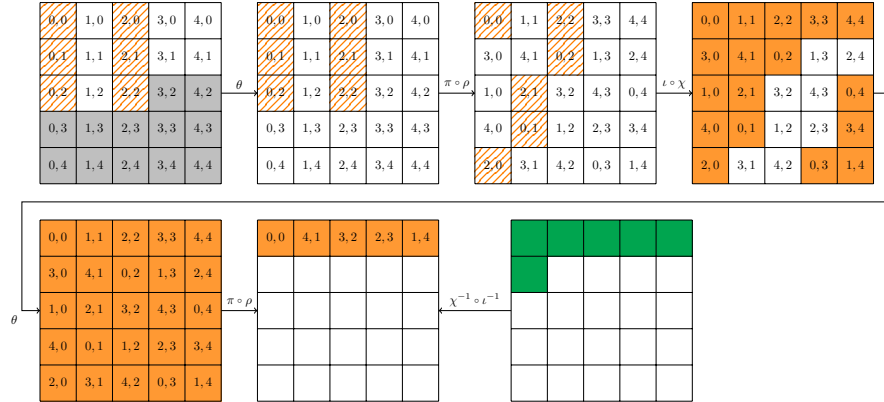 0, 0 1, 0 2, 0 3, 0 4, 0
0, 1 1, 1 2, 1 3, 1 4, 1
0, 2 1, 2 2, 2 3, 2 4, 2
0, 3 1, 3 2, 3 3, 3 4, 3
0, 4 1, 4 2, 4 3, 4 4, 4
θ
0, 0 1, 0 2, 0 3, 0 4, 0
0, 1 1, 1 2, 1 3, 1 4, 1
0, 2 1, 2 2, 2 3, 2 4, 2
0, 3 1, 3 2, 3 3, 3 4, 3
0, 4 1, 4 2, 4 3, 4 4, 4
π ∘ ρ
0, 0 1, 1 2, 2 3, 3 4, 4
3, 0 4, 1 0, 2 1, 3 2, 4
1, 0 2, 1 3, 2 4, 3 0, 4
4, 0 0, 1 1, 2 2, 3 3, 4
2, 0 3, 1 4, 2 0, 3 1, 4
ι ∘ χ
0, 0 1, 1 2, 2 3, 3 4, 4
3, 0 4, 1 0, 2 1, 3 2, 4
1, 0 2, 1 3, 2 4, 3 0, 4
4, 0 0, 1 1, 2 2, 3 3, 4
2, 0 3, 1 4, 2 0, 3 1, 4
θ
0, 0 1, 1 2, 2 3, 3 4, 4
3, 0 4, 1 0, 2 1, 3 2, 4
1, 0 2, 1 3, 2 4, 3 0, 4
4, 0 0, 1 1, 2 2, 3 3, 4
2, 0 3, 1 4, 2 0, 3 1, 4
π ∘ ρ
0, 0 4, 1 3, 2 2, 3 1, 4
χ⁻¹ ∘ ι⁻¹